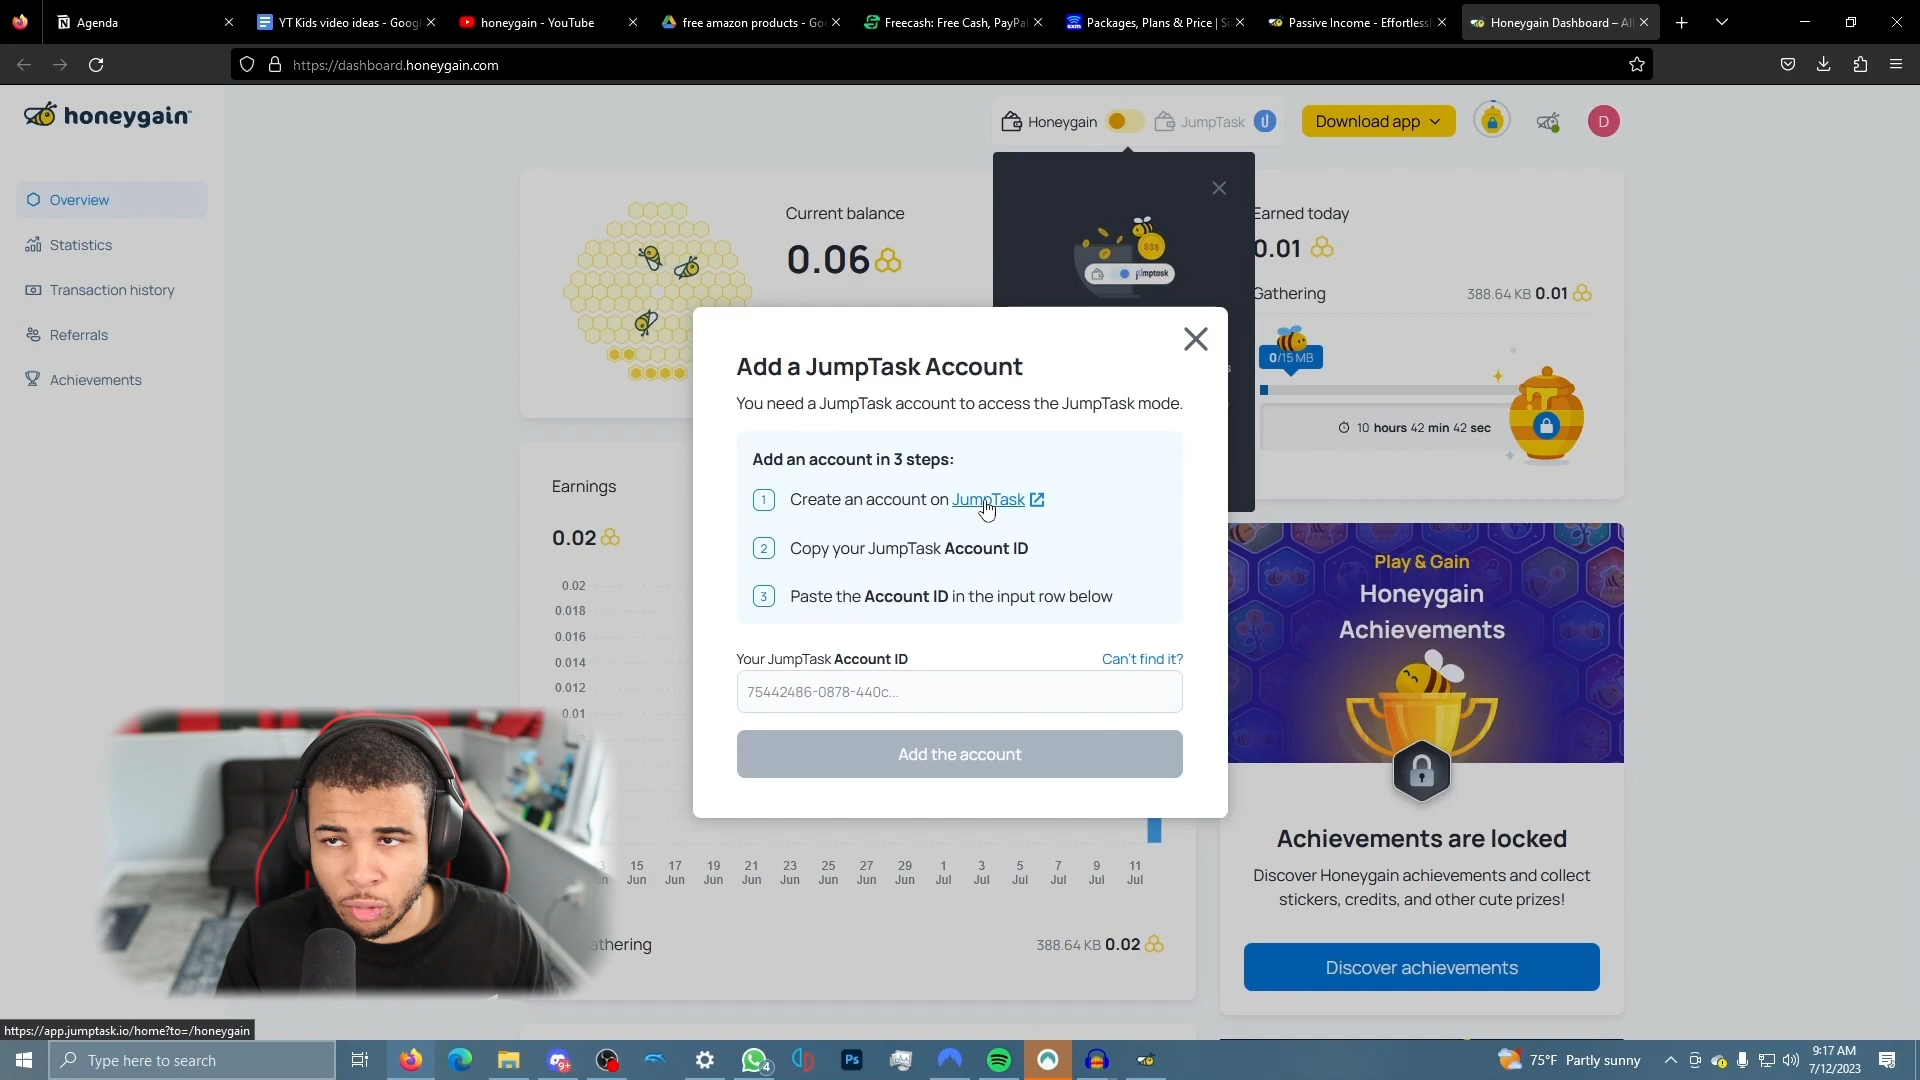 Agenda
YT Kids video ideas - Googl
honeygain - YouTube
free amazon products - Goo
Freecash: Free Cash, PayPal
Packages, Plans & Price | Si
Passive Income - Effortless
Honeygain Dashboard – All
https://dashboard.honeygain.com
honeygain
Honeygain
JumpTask
Download app
D
Overview
Statistics
Transaction history
Referrals
Achievements
Current balance
0.06
$$$
jumptask
Earned today
0.01
Gathering
388.64 KB 0.01
0/15 MB
10 hours 42 min 42 sec
Add a JumpTask Account
You need a JumpTask account to access the JumpTask mode.
Add an account in 3 steps:
1 Create an account on JumpTask
2 Copy your JumpTask Account ID
3 Paste the Account ID in the input row below
Your JumpTask Account ID
Can't find it?
75442486-0878-440c...
Add the account
Earnings
0.02
0.02
0.018
0.016
0.014
0.012
0.01
15 17 19 21 23 25 27 29 1 3 5 7 9 11
Jun Jun Jun Jun Jun Jun Jun Jun Jul Jul Jul Jul Jul Jul
athering
388.64 KB 0.02
Play & Gain
Honeygain
Achievements
Achievements are locked
Discover Honeygain achievements and collect
stickers, credits, and other cute prizes!
Discover achievements
https://app.jumptask.io/home?to=/honeygain
Type here to search
9+
4
Ps
75°F Partly sunny
9:17 AM
7/12/2023